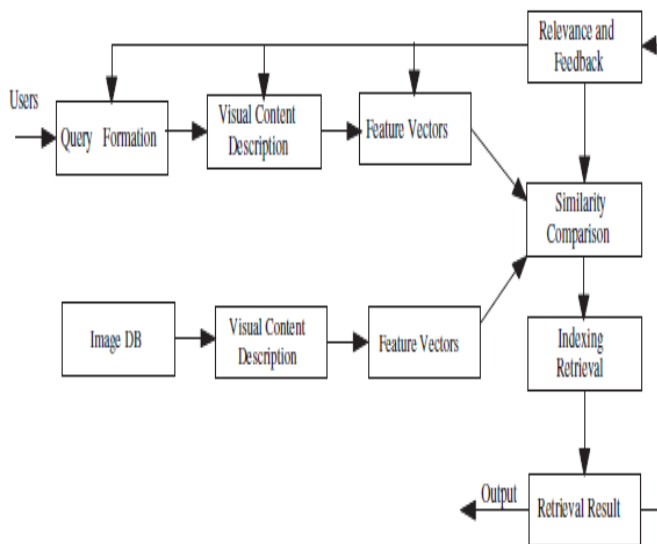 Relevance and
Feedback
Users
Query Formation
Visual Content
Description
Feature Vectors
Similarity
Comparison
Image DB
Visual Content
Description
Feature Vectors
Indexing
Retrieval
Output
Retrieval Result